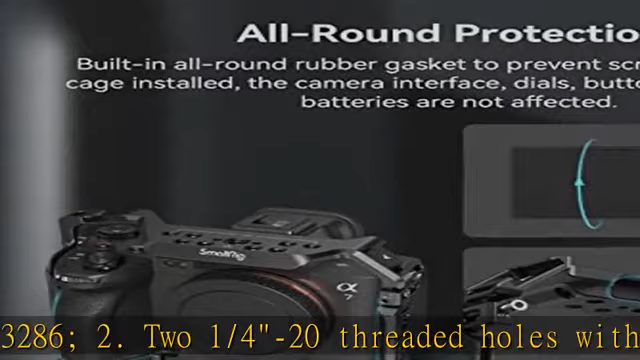 All-Round Protectio
Built-in all-round rubber gasket to prevent scr
cage installed, the camera interface, dials, butto
batteries are not affected.
SmallRig
α
7
3286; 2. Two 1/4"-20 threaded holes with